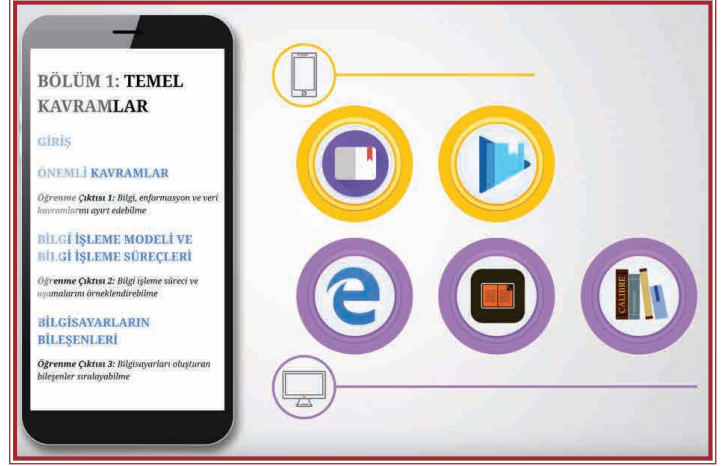 BÖLÜM 1: TEMEL
KAVRAMLAR
GİRİŞ
ÖNEMLİ KAVRAMLAR
Öğrenme Çıktısı 1: Bilgi, enformasyon ve veri
kavramlarını ayırt edebilme
BİLGİ İŞLEME MODELİ VE
BİLGİ İŞLEME SÜREÇLERİ
Öğrenme Çıktısı 2: Bilgi işleme süreci ve
aşamalarını örneklendirebilme
BİLGİSAYARLARIN
BİLEŞENLERİ
Öğrenme Çıktısı 3: Bilgisayarları oluşturan
bileşenler sıralayabilme
CALIBRE